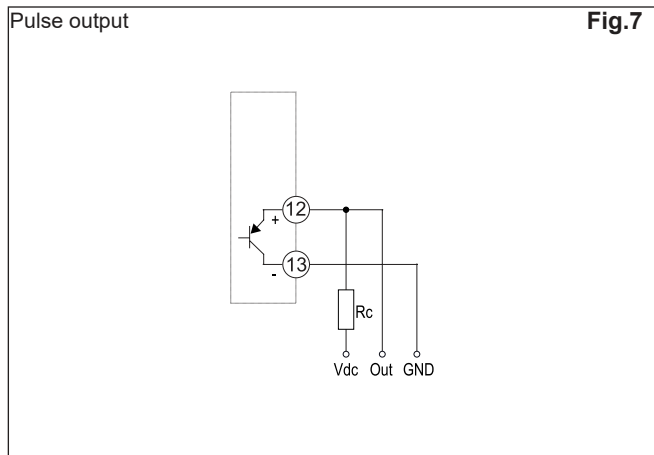 Pulse output Fig.7
12
+
13
-
Rc
Vdc Out GND